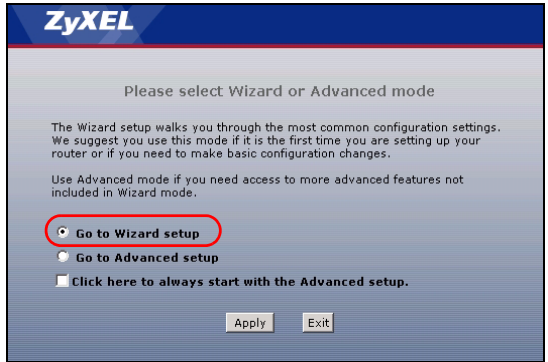 ZyXEL
Please select Wizard or Advanced mode
The Wizard setup walks you through the most common configuration settings.
We suggest you use this mode if it is the first time you are setting up your
router or if you need to make basic configuration changes.
Use Advanced mode if you need access to more advanced features not
included in Wizard mode.
Go to Wizard setup
Go to Advanced setup
Click here to always start with the Advanced setup.
Apply Exit